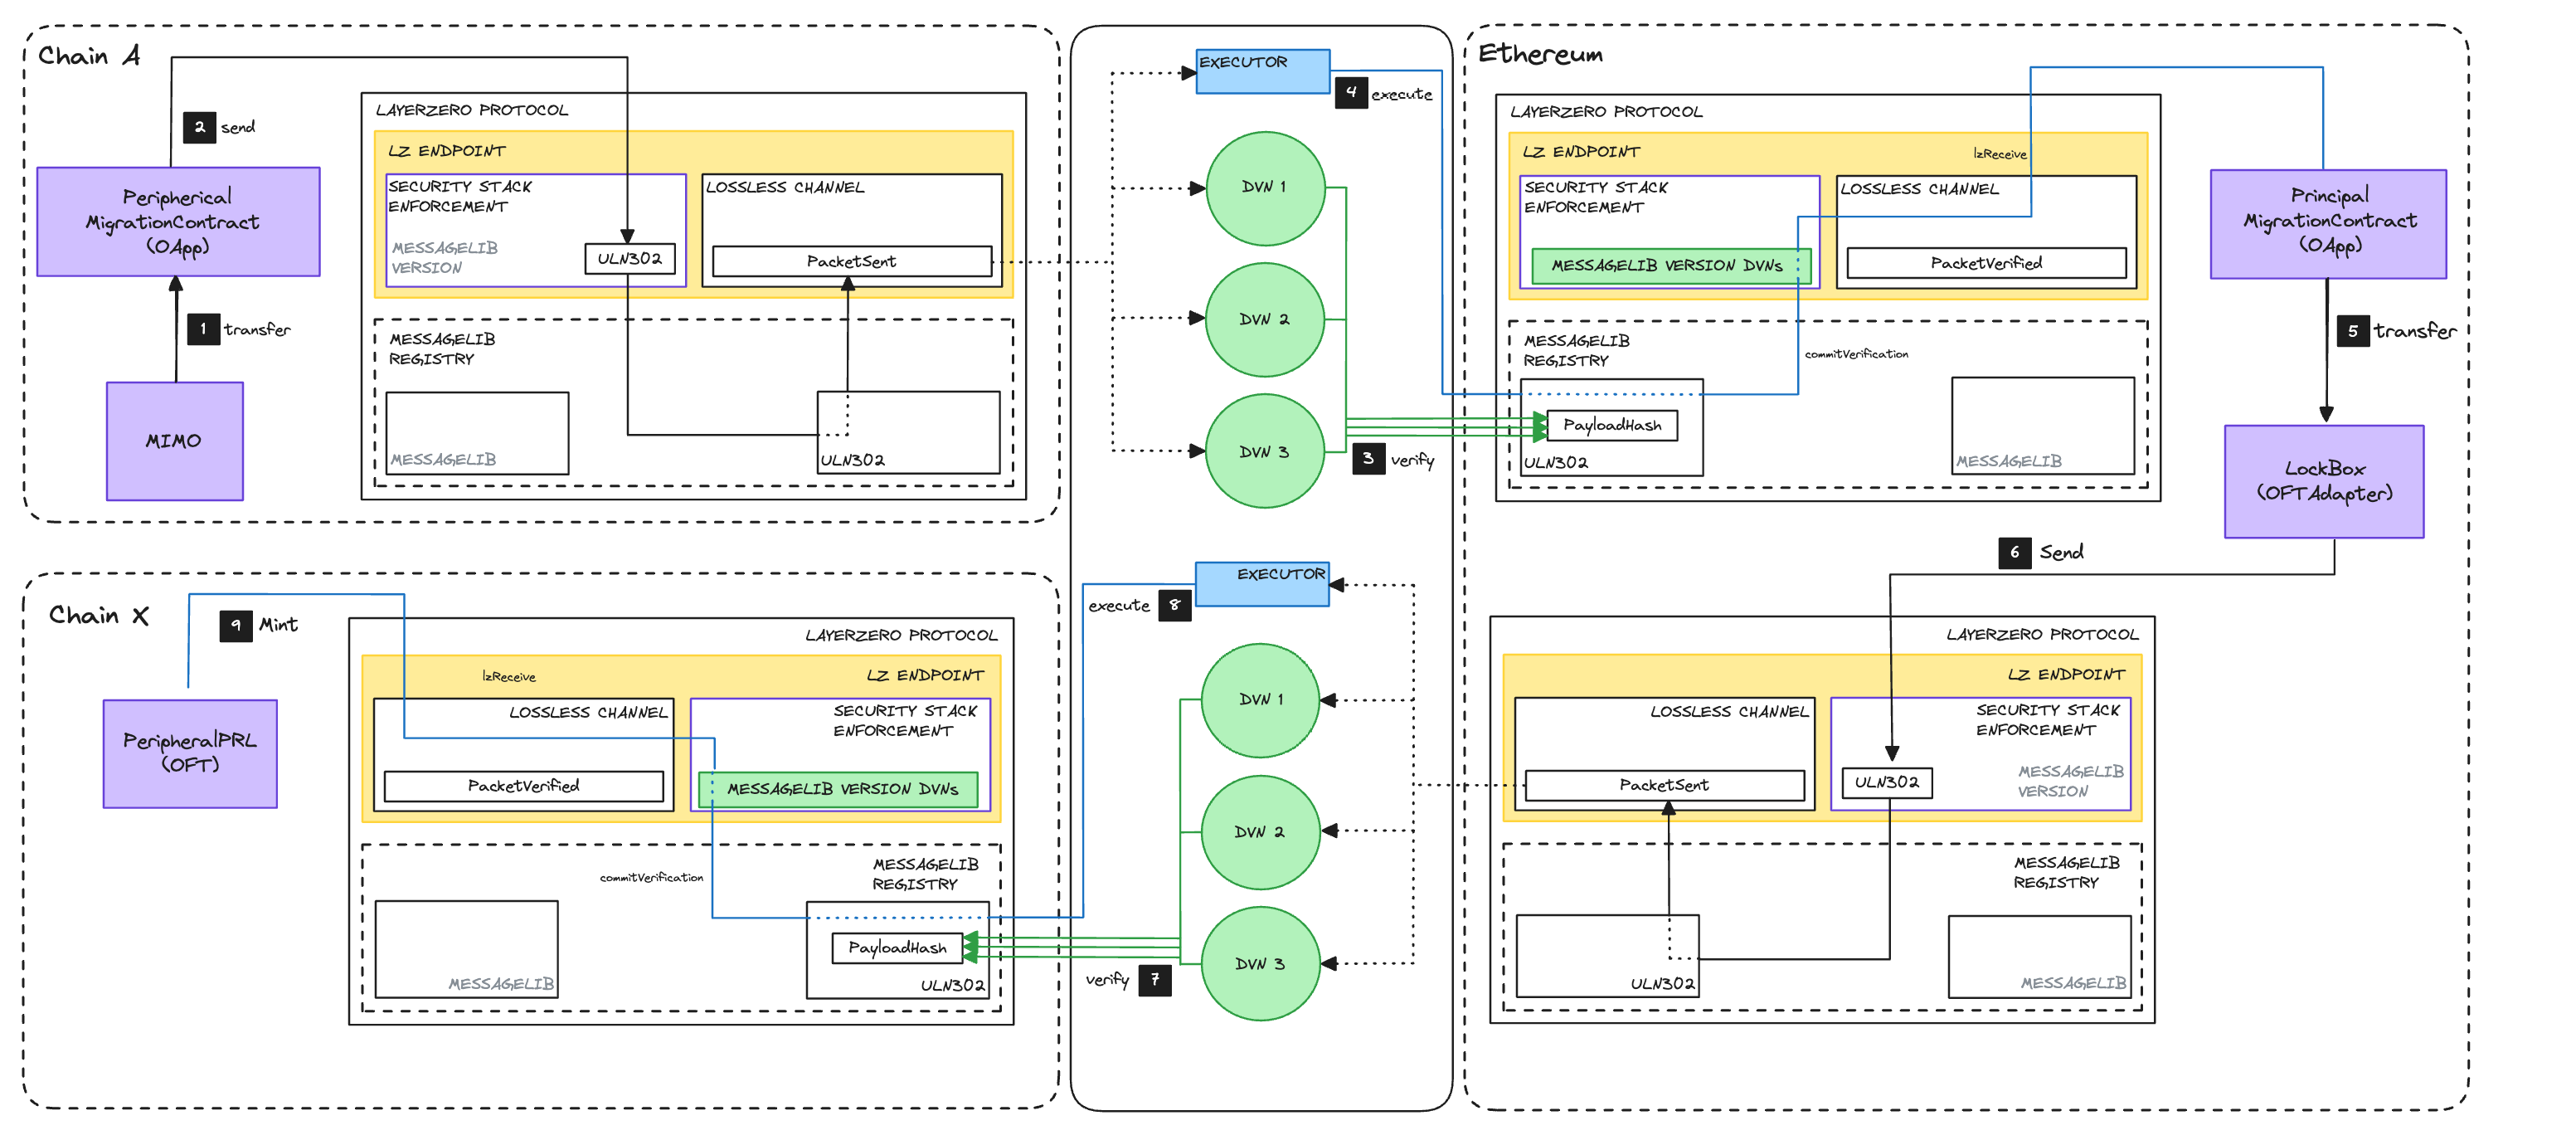 Chain A
2 send
Peripherical
MigrationContract
(OApp)
1 transfer
MIMO
LAYERZERO PROTOCOL
LZ ENDPOINT
SECURITY STACK
ENFORCEMENT
MESSAGELIB
VERSION
ULN302
LOSSLESS CHANNEL
PacketSent
MESSAGELIB
REGISTRY
MESSAGELIB
ULN302
EXECUTOR
4 execute
DVN 1
DVN 2
DVN 3
3 verify
Ethereum
LAYERZERO PROTOCOL
LZ ENDPOINT
lzReceive
SECURITY STACK
ENFORCEMENT
MESSAGELIB VERSION DVNs
LOSSLESS CHANNEL
PacketVerified
MESSAGELIB
REGISTRY
commitVerification
PayloadHash
ULN302
MESSAGELIB
Principal
MigrationContract
(OApp)
5 transfer
LockBox
(OFTAdapter)
6 Send
LAYERZERO PROTOCOL
LZ ENDPOINT
LOSSLESS CHANNEL
PacketSent
SECURITY STACK
ENFORCEMENT
MESSAGELIB
VERSION
ULN302
MESSAGELIB
REGISTRY
ULN302
MESSAGELIB
EXECUTOR
execute 8
DVN 1
DVN 2
DVN 3
verify 7
Chain X
9 Mint
PeripheralPRL
(OFT)
LAYERZERO PROTOCOL
lzReceive
LZ ENDPOINT
LOSSLESS CHANNEL
PacketVerified
SECURITY STACK
ENFORCEMENT
MESSAGELIB VERSION DVNs
commitVerification
MESSAGELIB
REGISTRY
MESSAGELIB
PayloadHash
ULN302